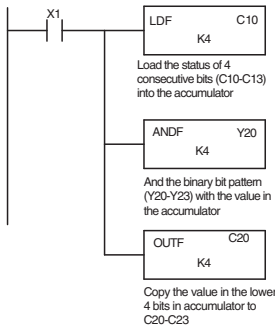 X1
LDF C10
K4
Load the status of 4
consecutive bits (C10-C13)
into the accumulator
ANDF Y20
K4
And the binary bit pattern
(Y20-Y23) with the value in
the accumulator
OUTF C20
K4
Copy the value in the lower
4 bits in accumulator to
C20-C23